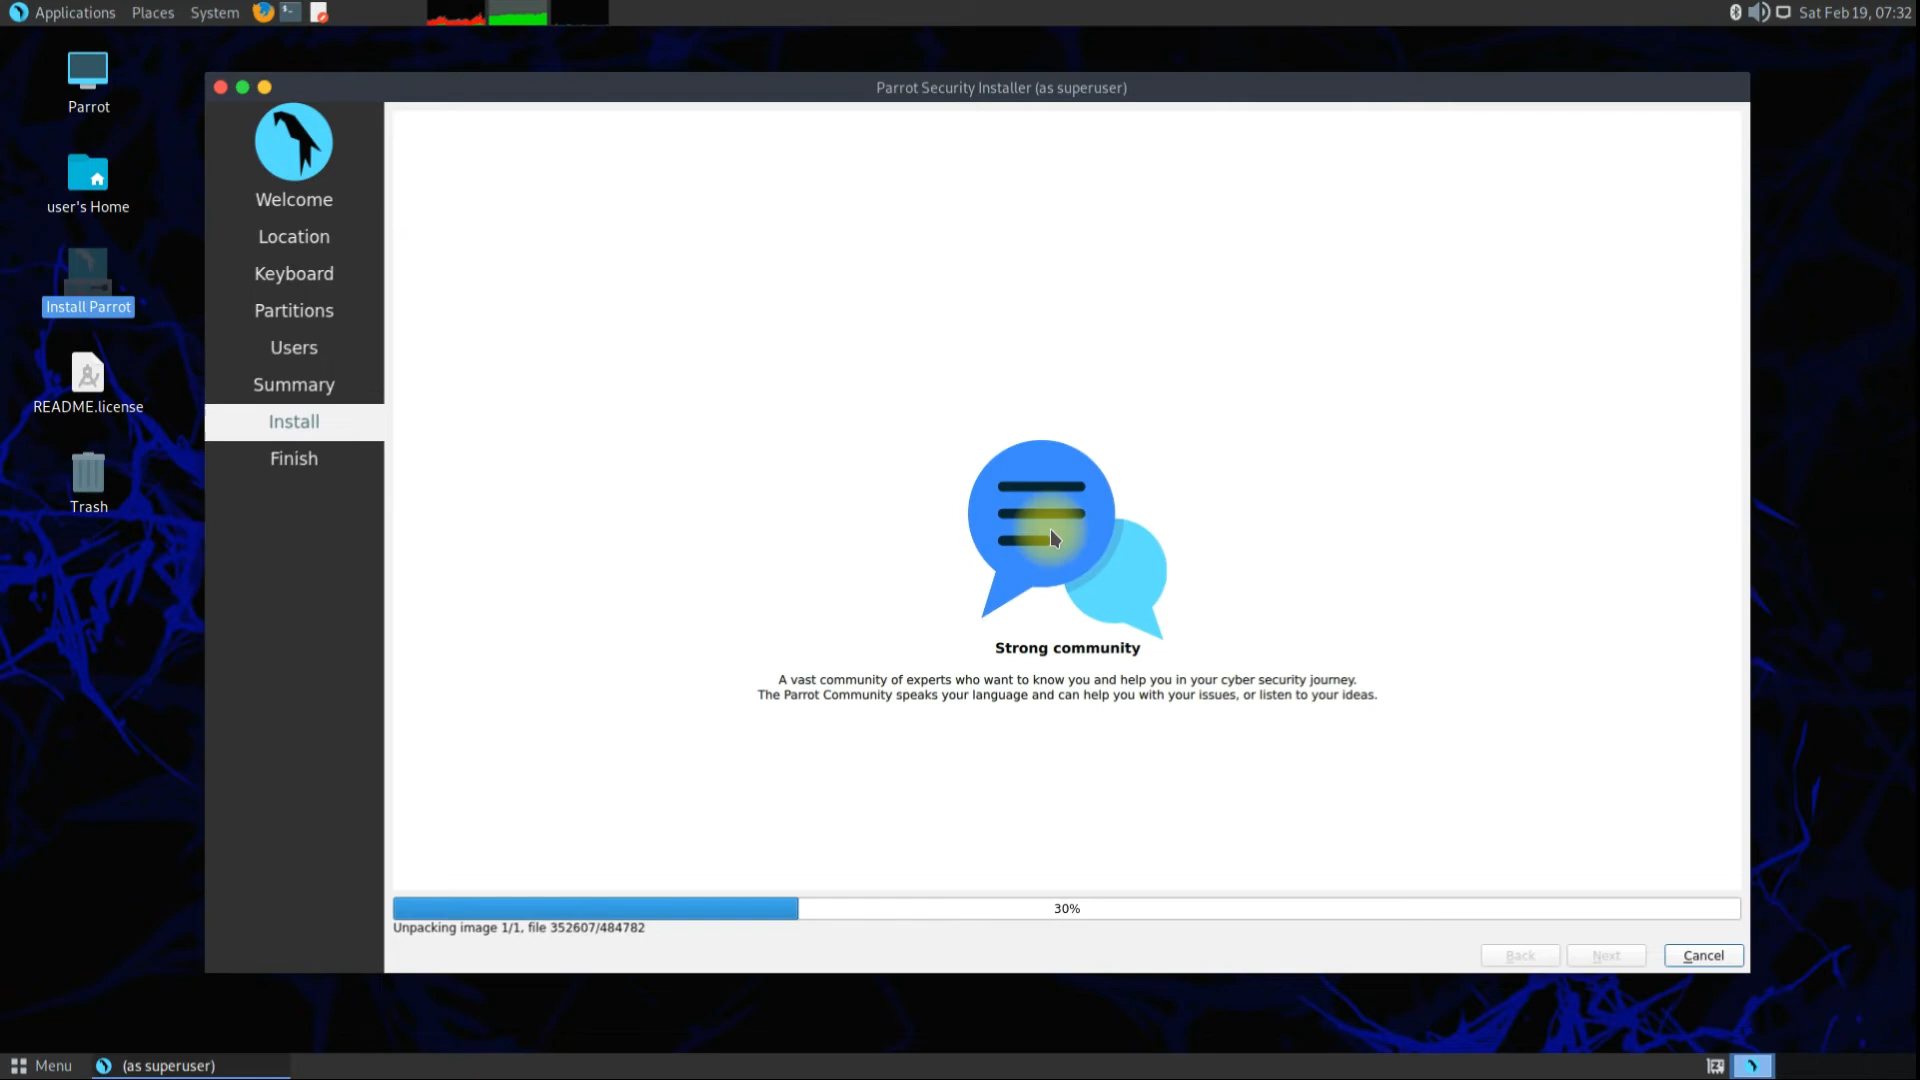 Applications Places System
Sat Feb 19, 07:32
Parrot
user's Home
Install Parrot
README.license
Trash
Parrot Security Installer (as superuser)
Welcome
Location
Keyboard
Partitions
Users
Summary
Install
Finish
Strong community
A vast community of experts who want to know you and help you in your cyber security journey.
The Parrot Community speaks your language and can help you with your issues, or listen to your ideas.
30%
Unpacking image 1/1, file 352607/484782
Back Next Cancel
Menu (as superuser)